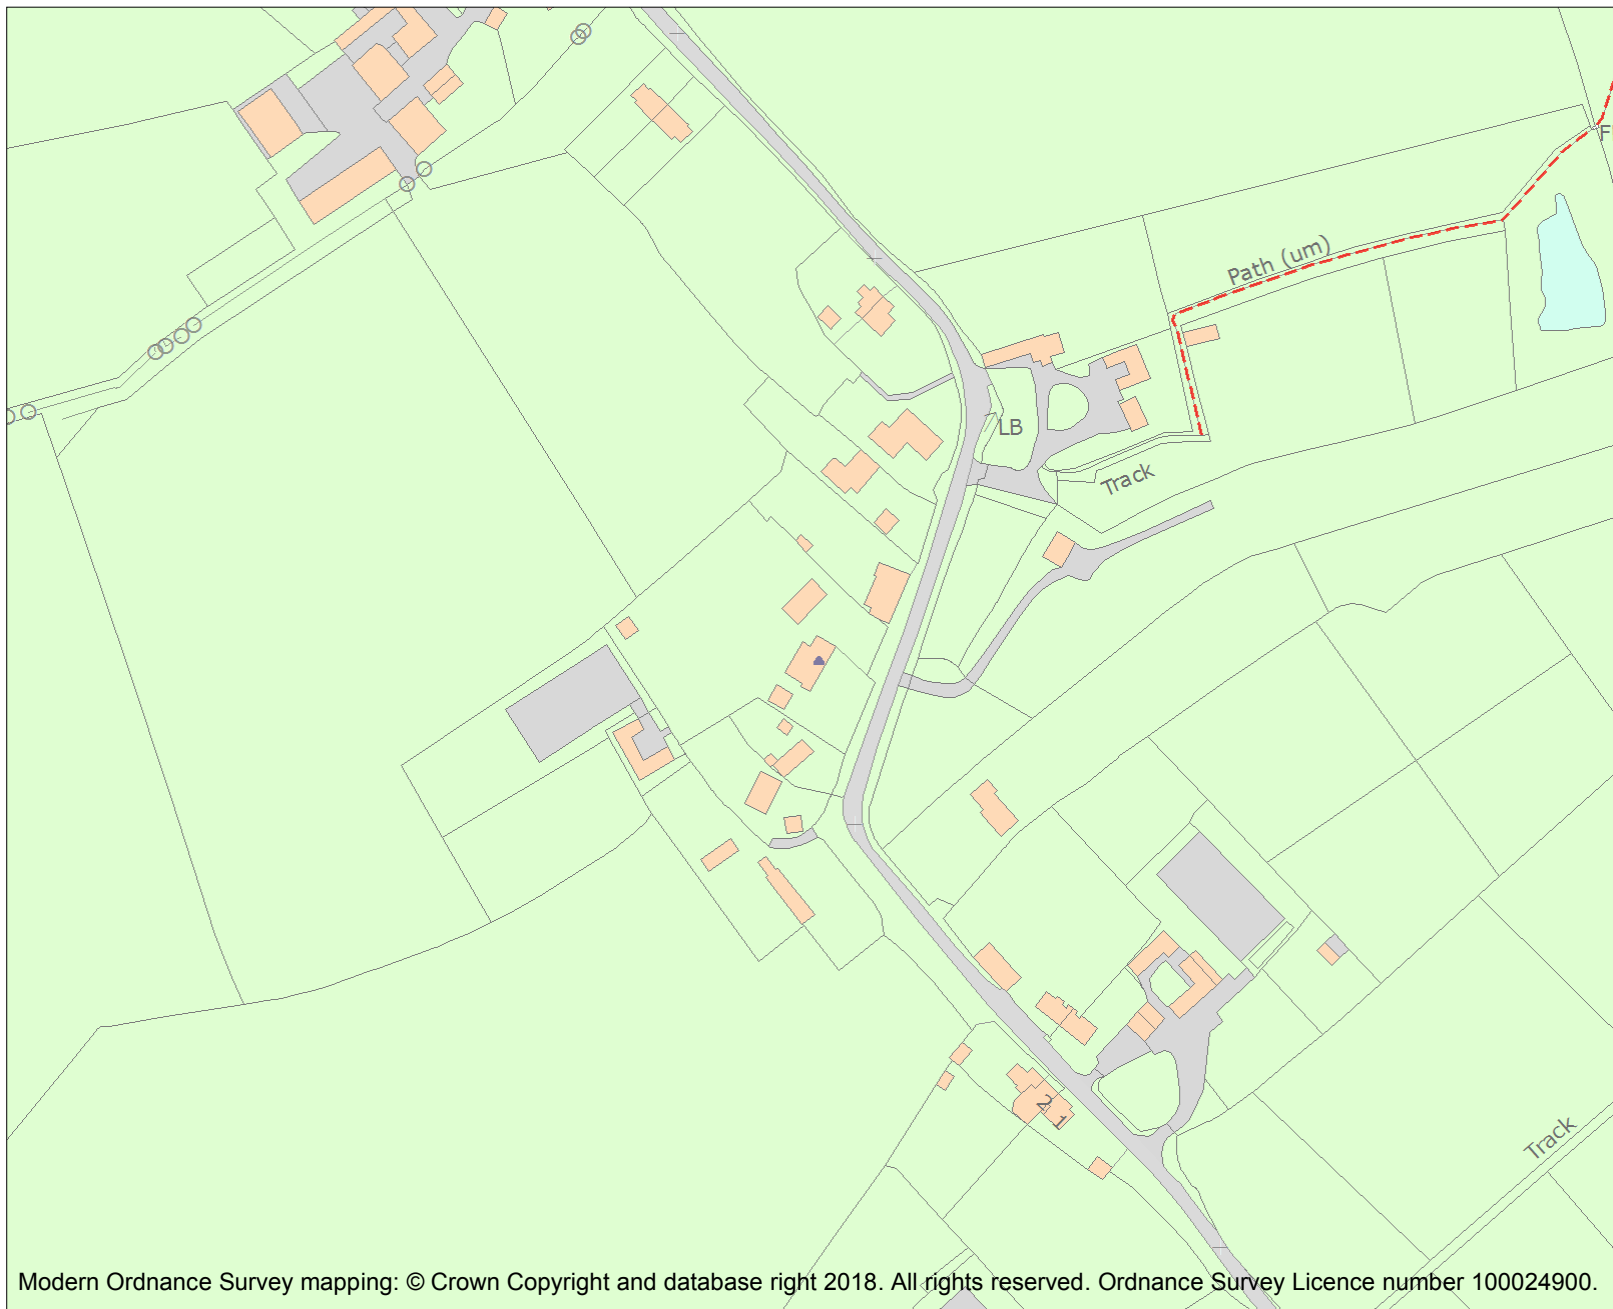 Path (um)
LB
Track
2
1
Track
Modern Ordnance Survey mapping: © Crown Copyright and database right 2018. All rights reserved. Ordnance Survey Licence number 100024900.